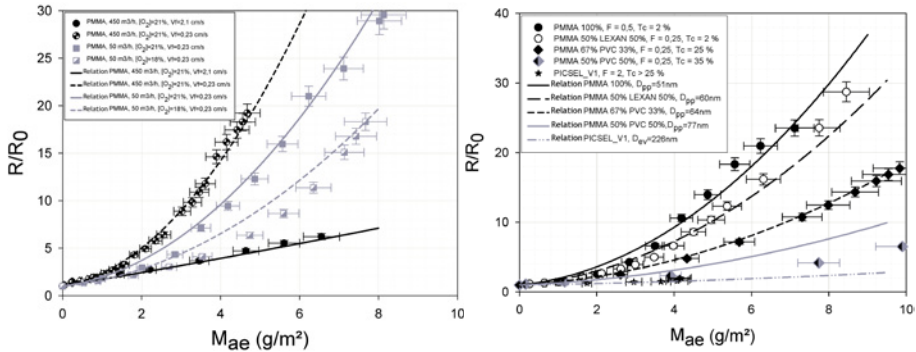 R/R0
30
25
20
15
10
5
0
PMMA, 450 m3/h, [O2]=21%, Vf=2,1 cm/s
PMMA, 450 m3/h, [O2]=21%, Vf=0,23 cm/s
PMMA, 50 m3/h, [O2]=21%, Vf=0,23 cm/s
PMMA, 50 m3/h, [O2]=18%, Vf=0,23 cm/s
Relation PMMA, 450 m3/h, [O2]=21%, Vf=2,1 cm/s
Relation PMMA, 450 m3/h, [O2]=21%, Vf=0,23 cm/s
Relation PMMA, 50 m3/h, [O2]=21%, Vf=0,23 cm/s
Relation PMMA, 50 m3/h, [O2]=18%, Vf=0,23 cm/s
0 2 4 6 8 10
Mae (g/m²)
R/R0
40
30
20
10
0
PMMA 100%, F = 0,5, Tc = 2 %
PMMA 50% LEXAN 50%, F = 0,25, Tc = 2 %
PMMA 67% PVC 33%, F = 0,25, Tc = 25 %
PMMA 50% PVC 50%, F = 0,25, Tc = 35 %
PICSEL_V1, F = 2, Tc > 25 %
Relation PMMA 100%, Dpp=51nm
Relation PMMA 50% LEXAN 50%, Dpp=60nm
Relation PMMA 67% PVC 33%, Dpp=64nm
Relation PMMA 50% PVC 50%, Dpp=77nm
Relation PICSEL_V1, Dev=226nm
0 2 4 6 8 10
Mae (g/m²)